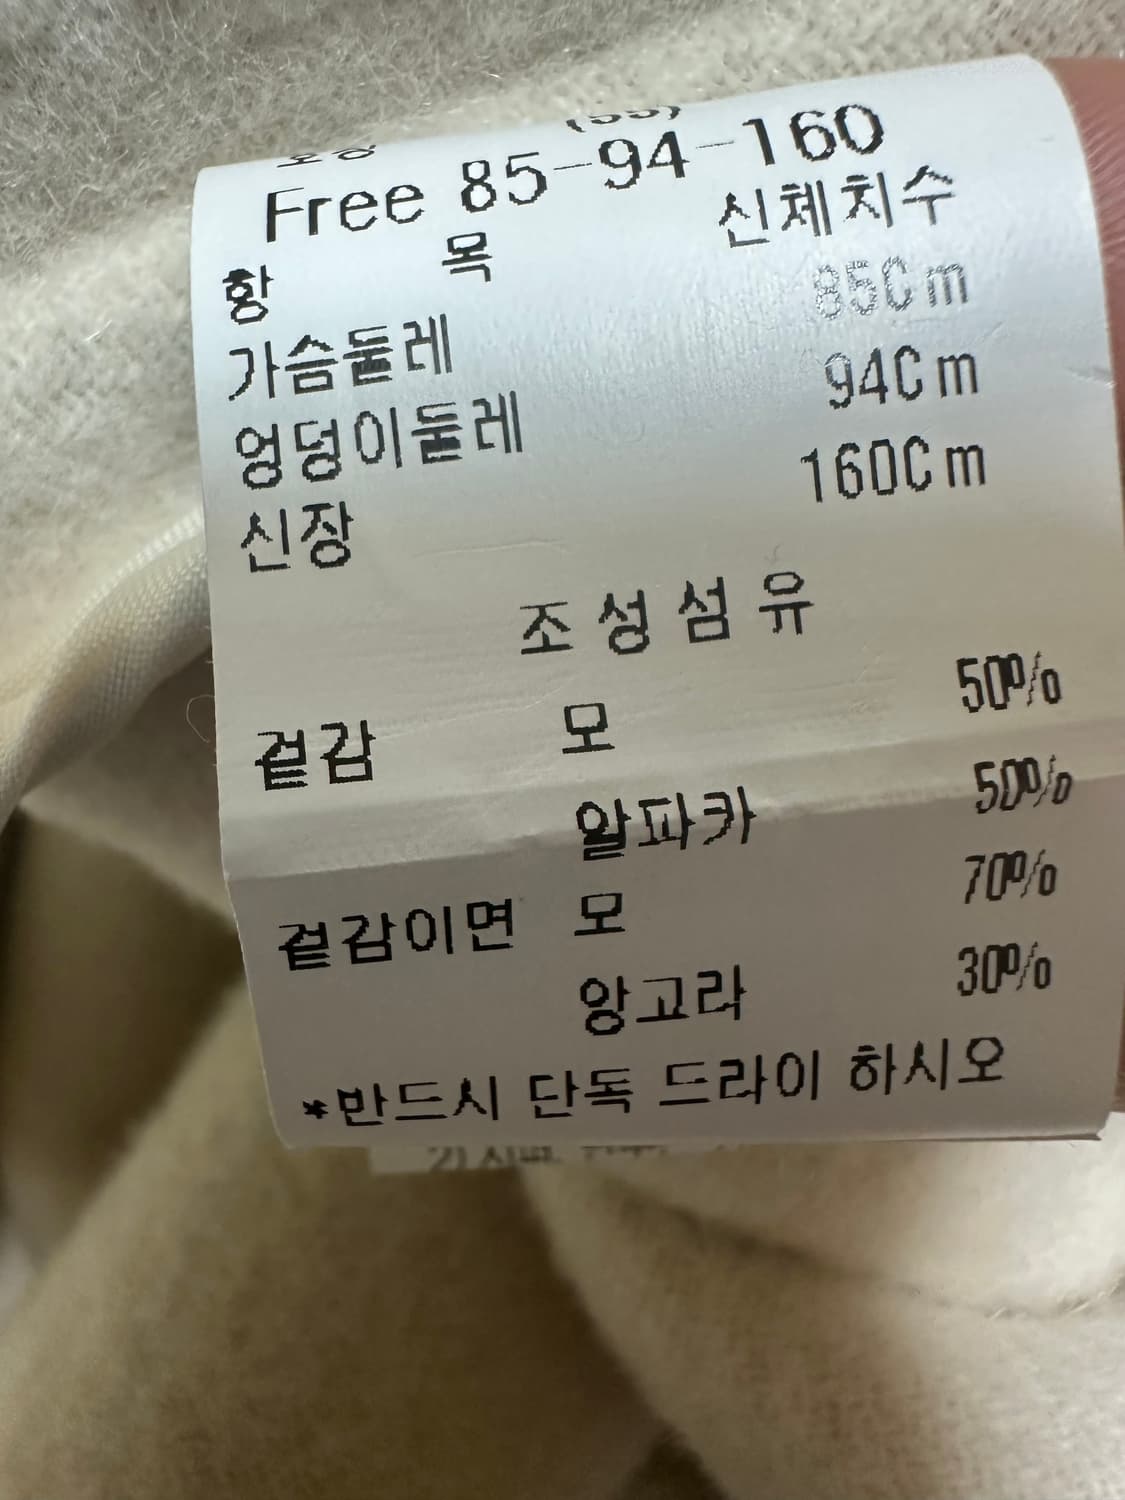 (55)
Free 85-94-160
항 목 신체치수
가슴둘레 85Cm
엉덩이둘레 94Cm
신장 160Cm
조성섬유
겉감 모 50%
알파카 50%
겉감이면 모 70%
앙고라 30%
*반드시 단독 드라이 하시오